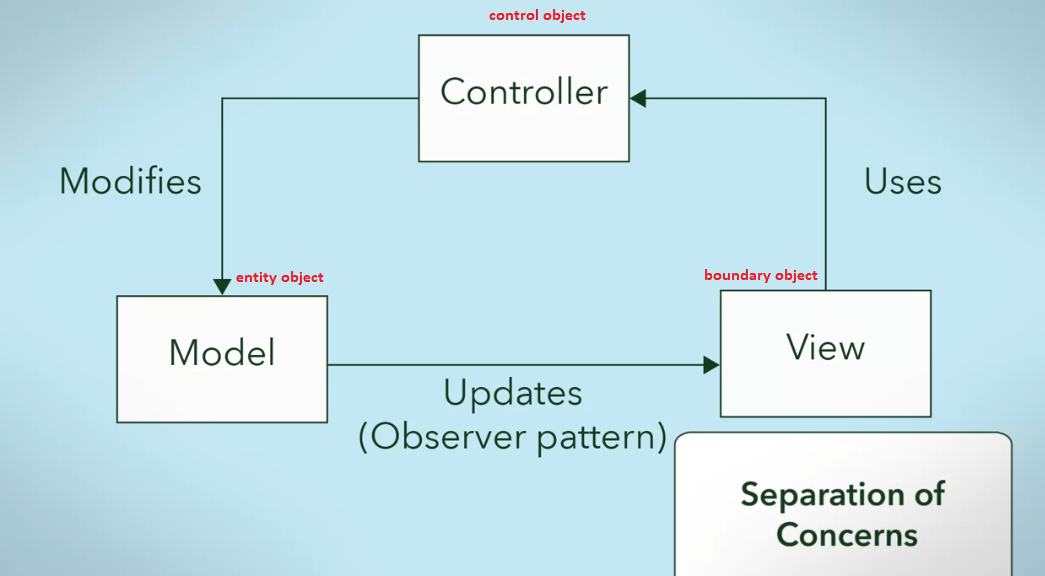 control object
Controller
Modifies
Uses
entity object
boundary object
Model
View
Updates
(Observer pattern)
Separation of
Concerns